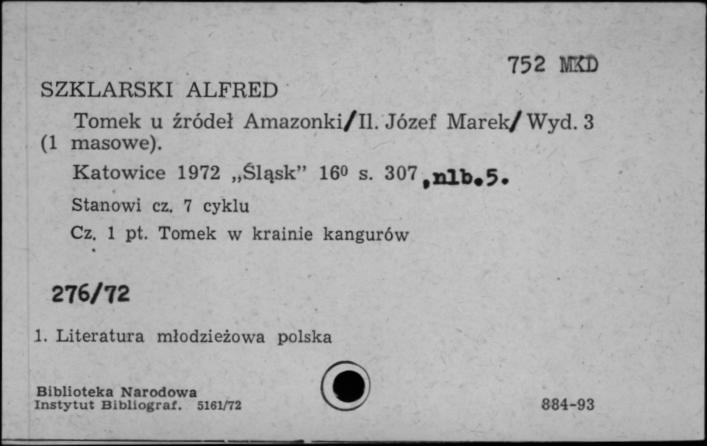 752 MKD
SZKLARSKI ALFRED
Tomek u źródeł Amazonki/Il. Józef Marek/Wyd. 3
(1 masowe).
Katowice 1972 „Śląsk” 16⁰ s. 307,nlb.5.
Stanowi cz. 7 cyklu
Cz. 1 pt. Tomek w krainie kangurów
276/72
1. Literatura młodzieżowa polska
Biblioteka Narodowa
Instytut Bibliograf. 5161/72
884-93